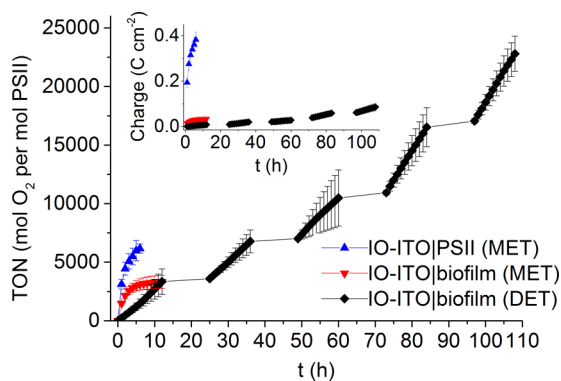 TON (mol O2 per mol PSII)
25000
20000
15000
10000
5000
0
Charge (C cm-2)
0.4
0.2
0.0
0 20 40 60 80 100
t (h)
IO-ITO|PSII (MET)
IO-ITO|biofilm (MET)
IO-ITO|biofilm (DET)
0 10 20 30 40 50 60 70 80 90 100 110
t (h)